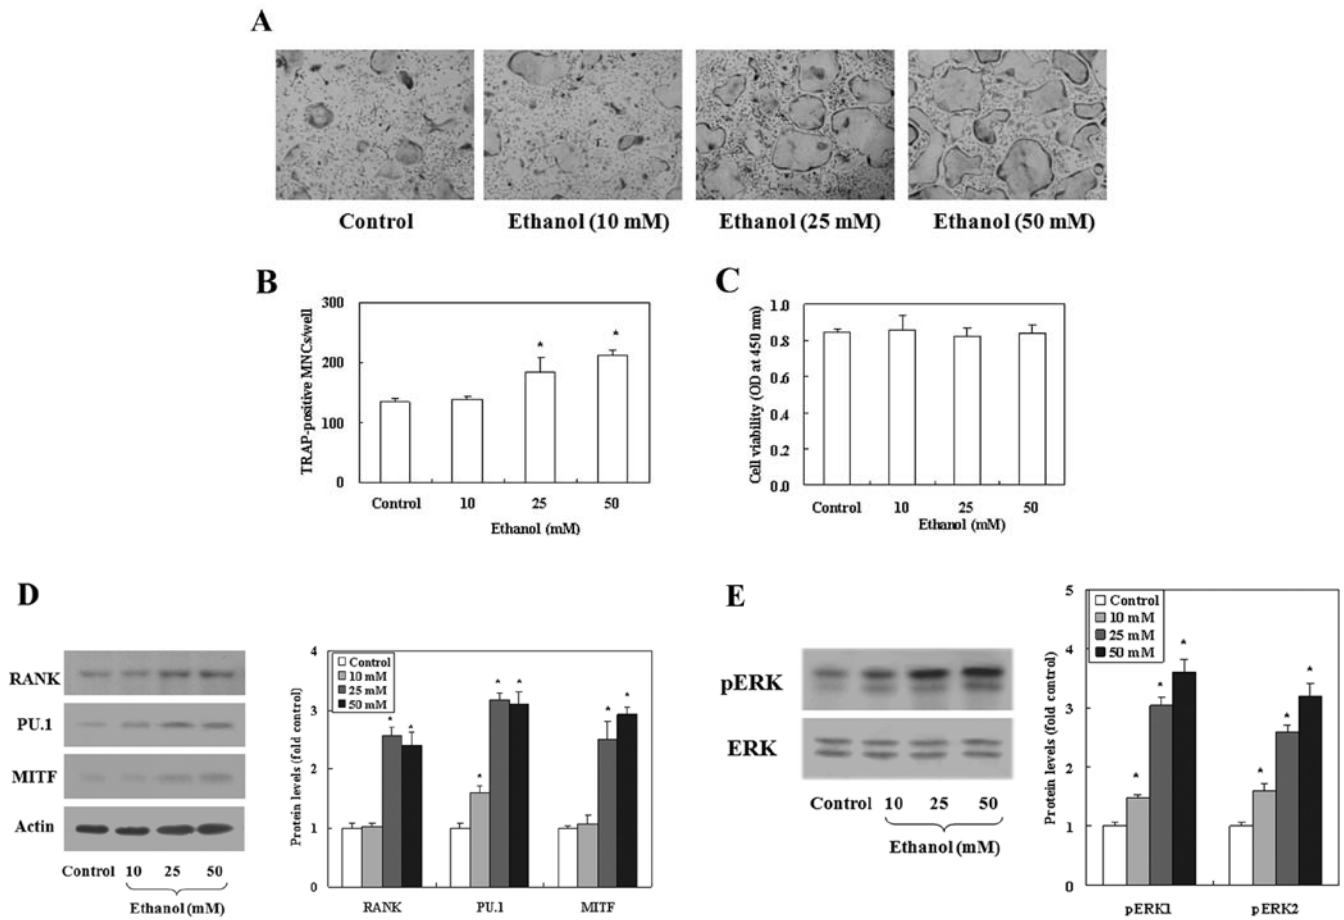 A
Control
Ethanol (10 mM)
Ethanol (25 mM)
Ethanol (50 mM)
B
TRAP-positive MNCs/well
300
200
100
0
*
*
Control 10 25 50
Ethanol (mM)
C
Cell viability (OD at 450 nm)
1.0
0.8
0.6
0.4
0.2
0.0
Control 10 25 50
Ethanol (mM)
D
RANK
PU.1
MITF
Actin
Control 10 25 50
Ethanol (mM)
Protein levels (fold control)
4
3
2
1
0
Control
10 mM
25 mM
50 mM
* *
* * *
* *
RANK PU.1 MITF
E
pERK
ERK
Control 10 25 50
Ethanol (mM)
Protein levels (fold control)
5
4
3
2
1
0
Control
10 mM
25 mM
50 mM
* * *
* * *
pERK1 pERK2